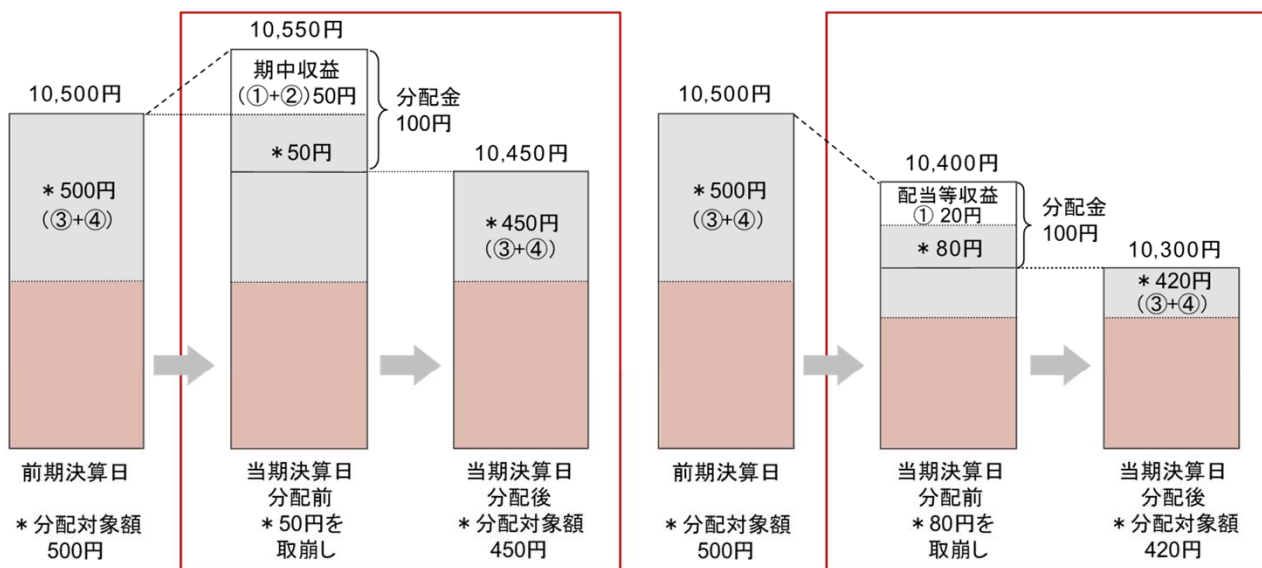 10,500円
*500円
(③+④)
前期決算日
*分配対象額
500円
10,550円
期中収益
(①+②)50円
*50円
分配金
100円
当期決算日
分配前
*50円を
取崩し
10,450円
*450円
(③+④)
当期決算日
分配後
*分配対象額
450円
10,500円
*500円
(③+④)
前期決算日
*分配対象額
500円
10,400円
配当等収益
① 20円
*80円
分配金
100円
当期決算日
分配前
*80円を
取崩し
10,300円
*420円
(③+④)
当期決算日
分配後
*分配対象額
420円